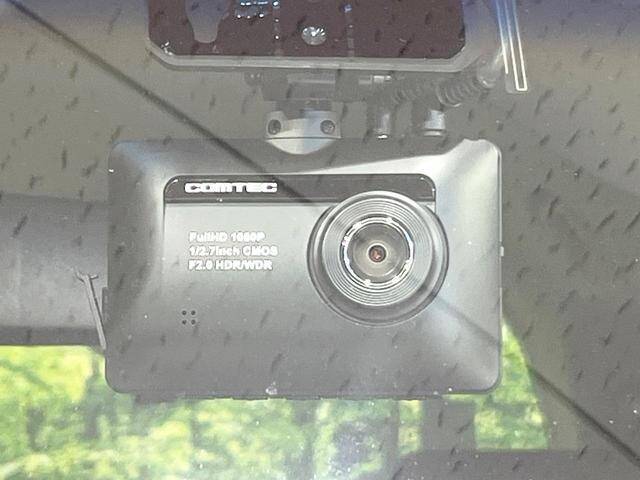 COMTEC
FullHD 1080P
1/2.7inch CMOS
F2.0 HDR/WDR